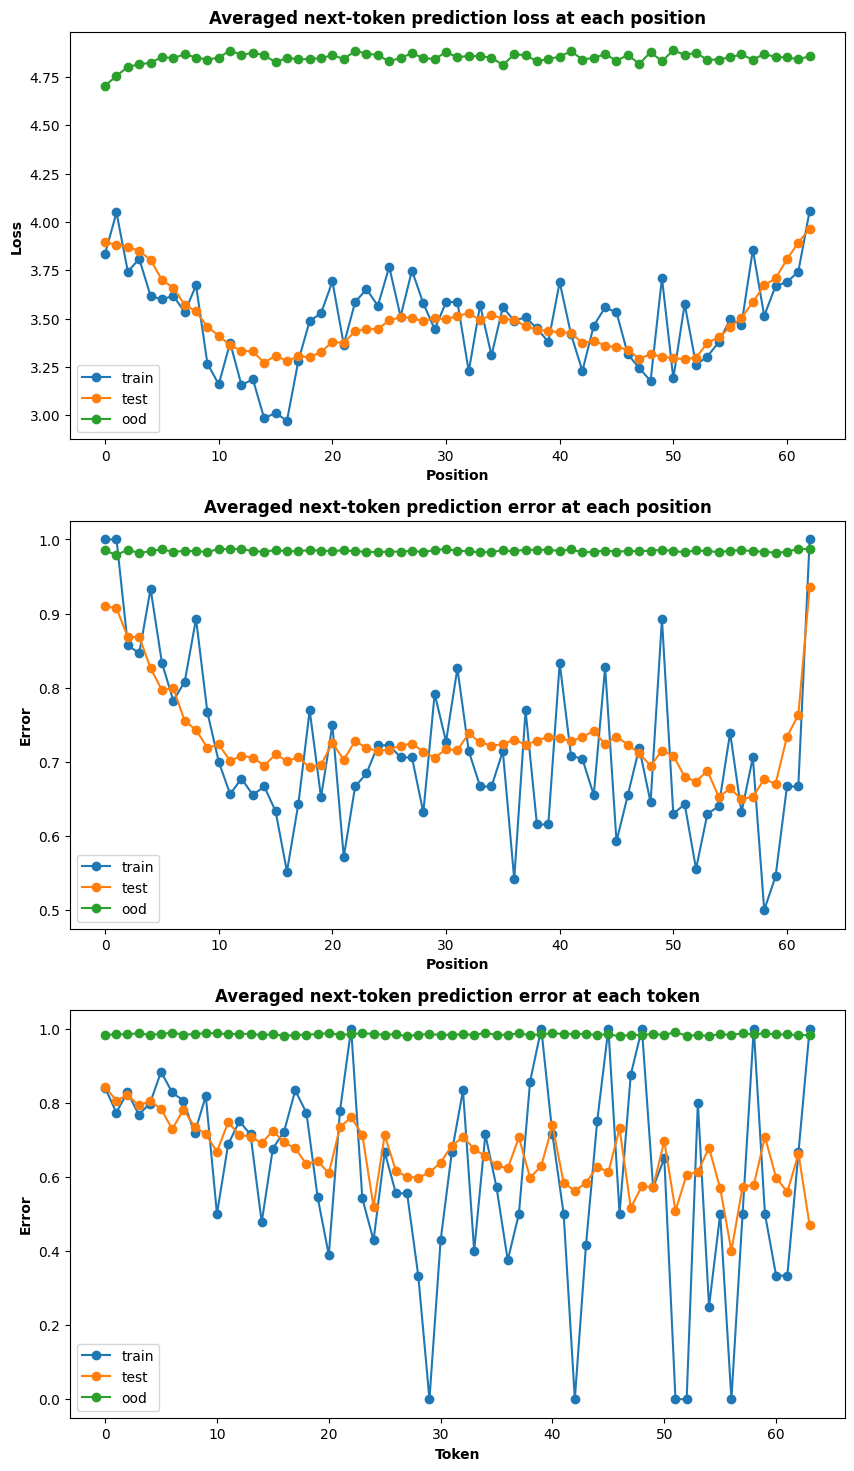 Averaged next-token prediction loss at each position
4.75
4.50
4.25
4.00
3.75
3.50
3.25
3.00
Loss
train
test
ood
0 10 20 30 40 50 60
Position
Averaged next-token prediction error at each position
1.0
0.9
0.8
0.7
0.6
0.5
Error
train
test
ood
0 10 20 30 40 50 60
Position
Averaged next-token prediction error at each token
1.0
0.8
0.6
0.4
0.2
0.0
Error
train
test
ood
0 10 20 30 40 50 60
Token